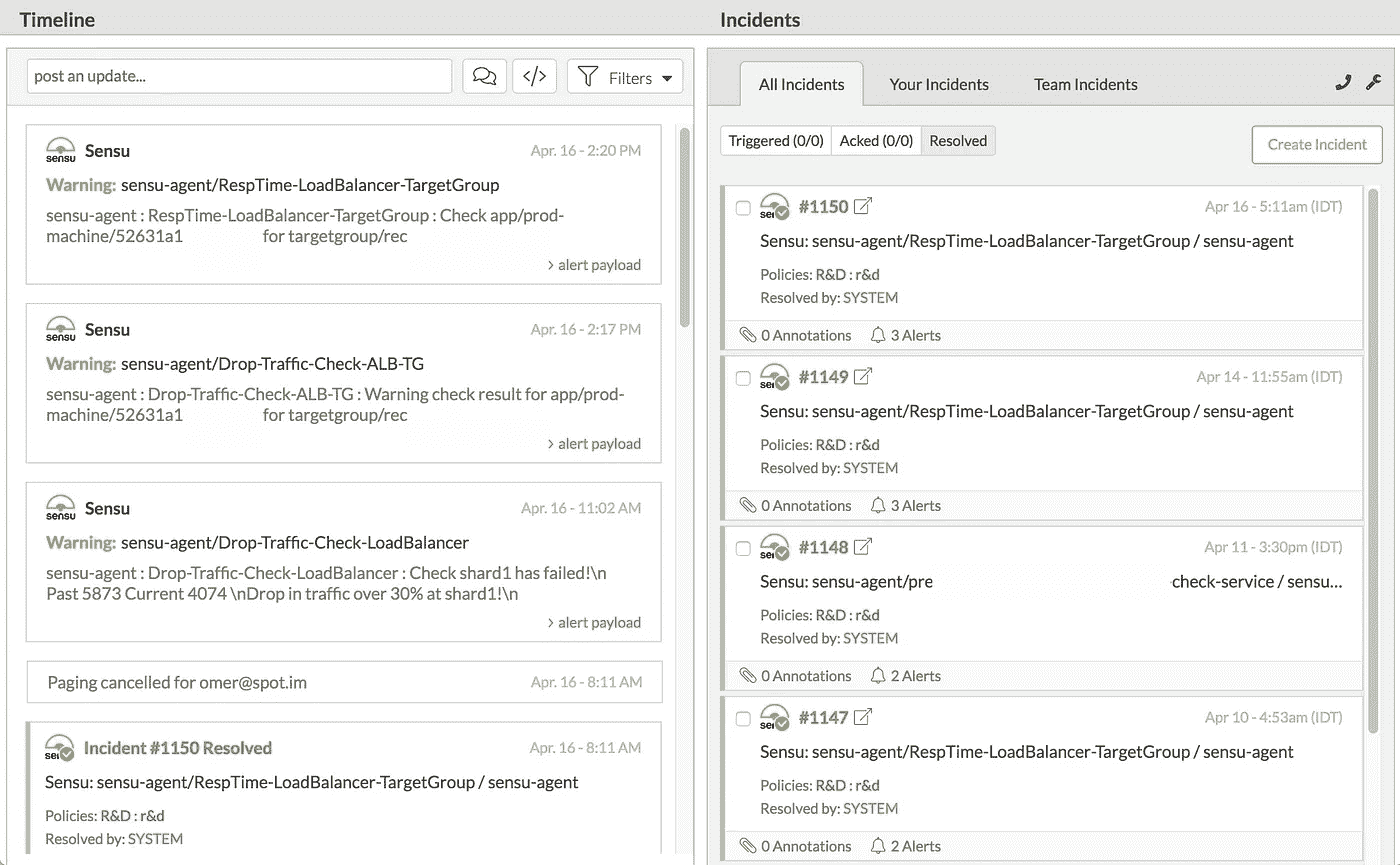 Timeline
post an update...
Filters
sensu
Sensu
Apr. 16 - 2:20 PM
Warning: sensu-agent/RespTime-LoadBalancer-TargetGroup
sensu-agent : RespTime-LoadBalancer-TargetGroup : Check app/prod-
machine/52631a1 for targetgroup/rec
> alert payload
sensu
Sensu
Apr. 16 - 2:17 PM
Warning: sensu-agent/Drop-Traffic-Check-ALB-TG
sensu-agent : Drop-Traffic-Check-ALB-TG : Warning check result for app/prod-
machine/52631a1 for targetgroup/rec
> alert payload
sensu
Sensu
Apr. 16 - 11:02 AM
Warning: sensu-agent/Drop-Traffic-Check-LoadBalancer
sensu-agent : Drop-Traffic-Check-LoadBalancer : Check shard1 has failed!\n
Past 5873 Current 4074 \nDrop in traffic over 30% at shard1!\n
> alert payload
Paging cancelled for omer@spot.im
Apr. 16 - 8:11 AM
Incident #1150 Resolved
Apr. 16 - 8:11 AM
Sensu: sensu-agent/RespTime-LoadBalancer-TargetGroup / sensu-agent
Policies: R&D : r&d
Resolved by: SYSTEM
Incidents
All Incidents
Your Incidents
Team Incidents
Triggered (0/0)
Acked (0/0)
Resolved
Create Incident
#1150
Apr 16 - 5:11am (IDT)
Sensu: sensu-agent/RespTime-LoadBalancer-TargetGroup / sensu-agent
Policies: R&D : r&d
Resolved by: SYSTEM
0 Annotations
3 Alerts
#1149
Apr 14 - 11:55am (IDT)
Sensu: sensu-agent/RespTime-LoadBalancer-TargetGroup / sensu-agent
Policies: R&D : r&d
Resolved by: SYSTEM
0 Annotations
3 Alerts
#1148
Apr 11 - 3:30pm (IDT)
Sensu: sensu-agent/pre check-service / sensu...
Policies: R&D : r&d
Resolved by: SYSTEM
0 Annotations
2 Alerts
#1147
Apr 10 - 4:53am (IDT)
Sensu: sensu-agent/RespTime-LoadBalancer-TargetGroup / sensu-agent
Policies: R&D : r&d
Resolved by: SYSTEM
0 Annotations
2 Alerts